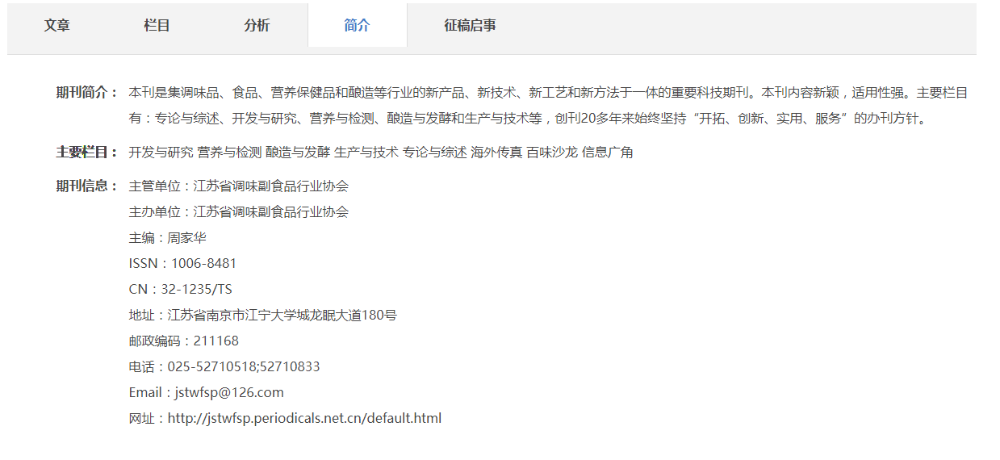 文章 栏目 分析 简介 征稿启事
期刊简介： 本刊是集调味品、食品、营养保健品和酿造等行业的新产品、新技术、新工艺和新方法于一体的重要科技期刊。本刊内容新颖，适用性强。主要栏目
有：专论与综述、开发与研究、营养与检测、酿造与发酵和生产与技术等，创刊20多年来始终坚持“开拓、创新、实用、服务”的办刊方针。
主要栏目： 开发与研究 营养与检测 酿造与发酵 生产与技术 专论与综述 海外传真 百味沙龙 信息广角
期刊信息： 主管单位：江苏省调味副食品行业协会
主办单位：江苏省调味副食品行业协会
主编：周家华
ISSN：1006-8481
CN：32-1235/TS
地址：江苏省南京市江宁大学城龙眠大道180号
邮政编码：211168
电话：025-52710518;52710833
Email：jstwfsp@126.com
网址：http://jstwfsp.periodicals.net.cn/default.html